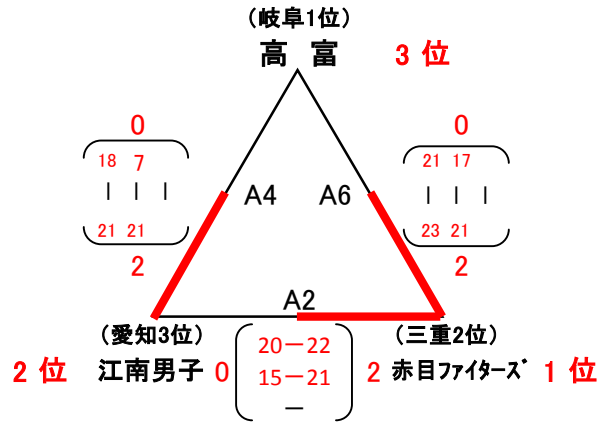 (岐阜1位)
高 富 3 位
0 0
18 7 21 17
| | | | | |
21 21 23 21
2 2
A4 A6
A2
(愛知3位) (三重2位)
20－22
15－21
－
2 位 江南男子 0 2 赤目ファイターズ 1 位